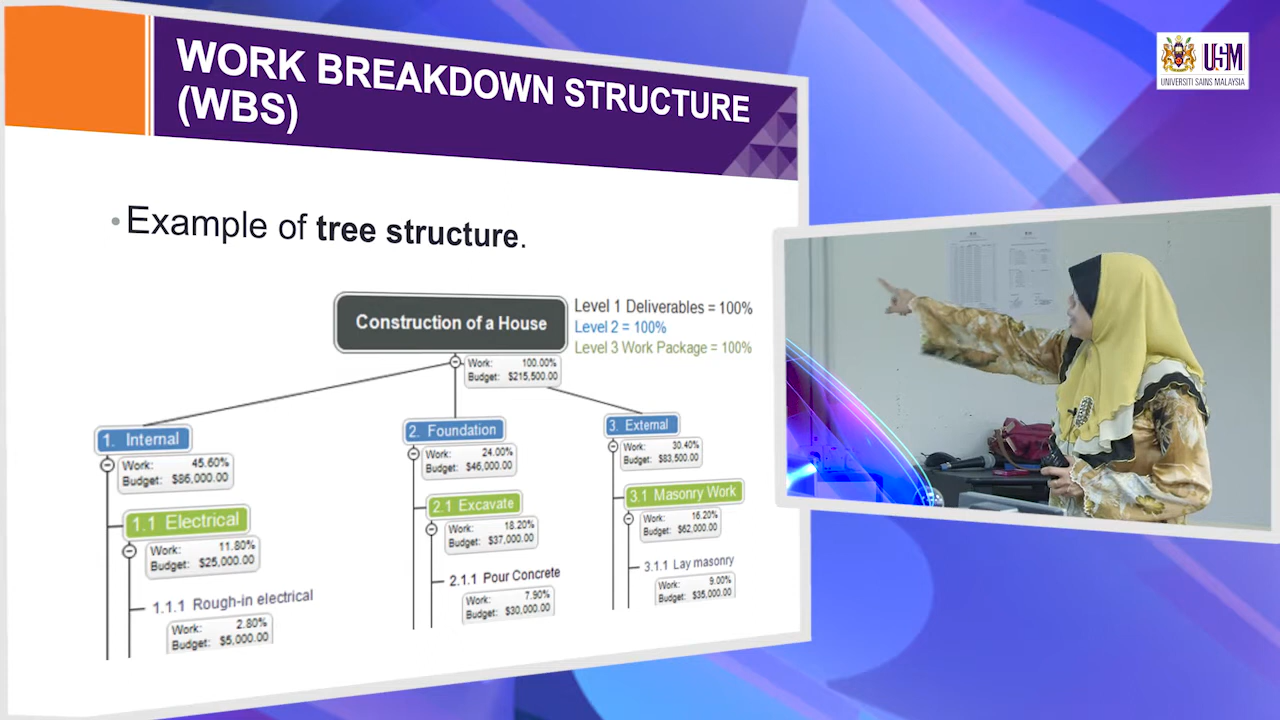 WORK BREAKDOWN STRUCTURE
(WBS)
USM
UNIVERSITI SAINS MALAYSIA
• Example of tree structure.
Construction of a House
Level 1 Deliverables = 100%
Level 2 = 100%
Level 3 Work Package = 100%
Work: 100.00%
Budget: $215,500.00
1. Internal
Work: 45.60%
Budget: $86,000.00
1.1 Electrical
Work: 11.80%
Budget: $25,000.00
1.1.1 Rough-in electrical
Work: 2.80%
Budget: $5,000.00
2. Foundation
Work: 24.00%
Budget: $46,000.00
2.1 Excavate
Work: 18.20%
Budget: $37,000.00
2.1.1 Pour Concrete
Work: 7.90%
Budget: $30,000.00
3. External
Work: 30.40%
Budget: $83,500.00
3.1 Masonry Work
Work: 16.20%
Budget: $62,000.00
3.1.1 Lay masonry
Work: 9.00%
Budget: $35,000.00